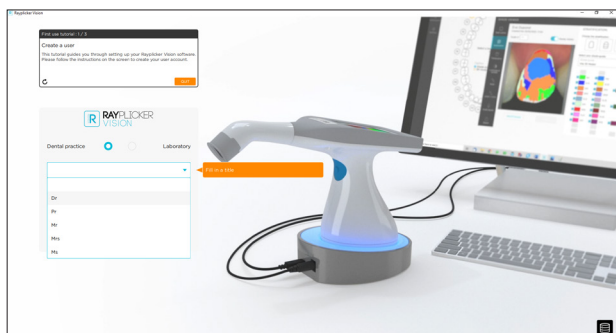 Rayplicker Vision
First use tutorial : 1 / 3
Create a user
This tutorial guides you through setting up your Rayplicker Vision software.
Please follow the instructions on the screen to create your user account.
RAYPLICKER
VISION
Dental practice
Laboratory
Fill in a title
Dr
Pr
Mr
Mrs
Ms